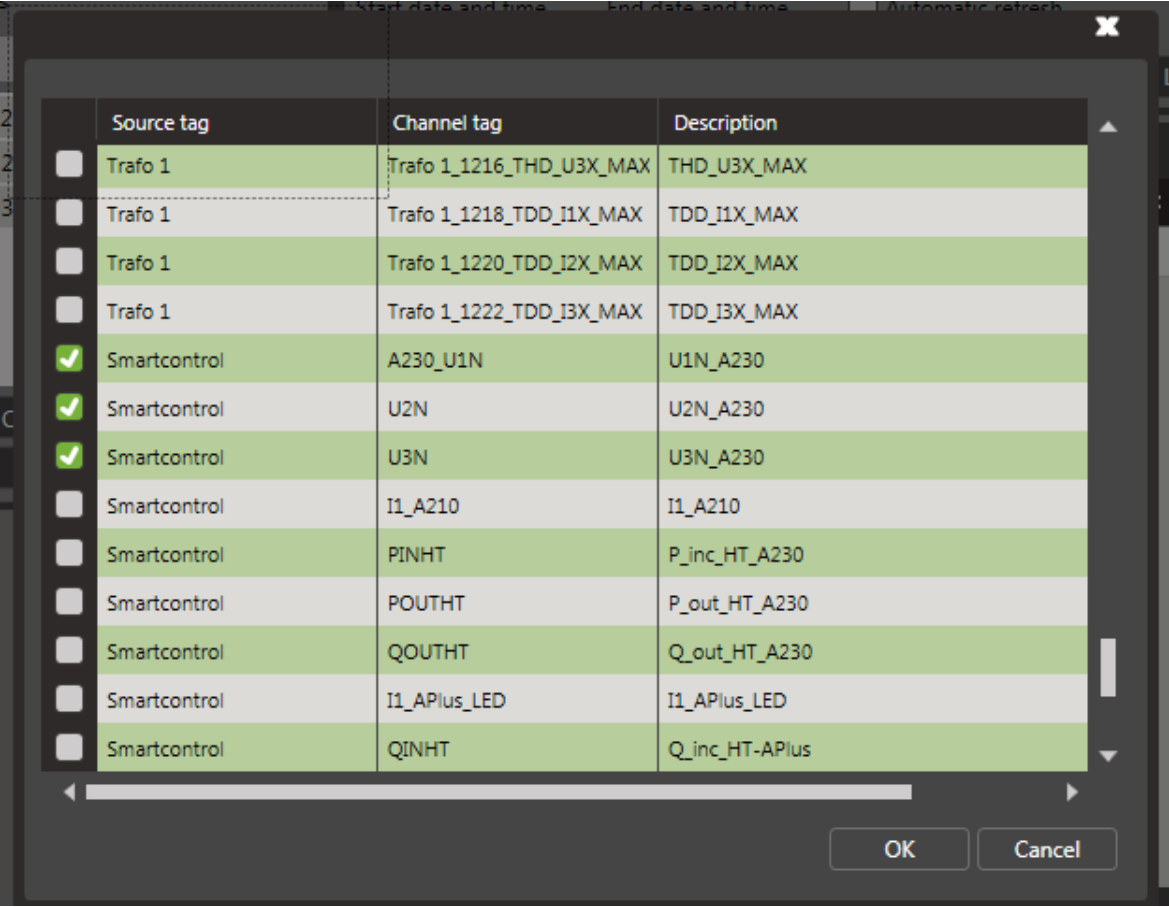 Start date and time End date and time Automatic refresh
Source tag Channel tag Description
Trafo 1 Trafo 1_1216_THD_U3X_MAX THD_U3X_MAX
Trafo 1 Trafo 1_1218_TDD_I1X_MAX TDD_I1X_MAX
Trafo 1 Trafo 1_1220_TDD_I2X_MAX TDD_I2X_MAX
Trafo 1 Trafo 1_1222_TDD_I3X_MAX TDD_I3X_MAX
Smartcontrol A230_U1N U1N_A230
Smartcontrol U2N U2N_A230
Smartcontrol U3N U3N_A230
Smartcontrol I1_A210 I1_A210
Smartcontrol PINHT P_inc_HT_A230
Smartcontrol POUTHT P_out_HT_A230
Smartcontrol QOUTHT Q_out_HT_A230
Smartcontrol I1_APlus_LED I1_APlus_LED
Smartcontrol QINHT Q_inc_HT-APlus
OK Cancel